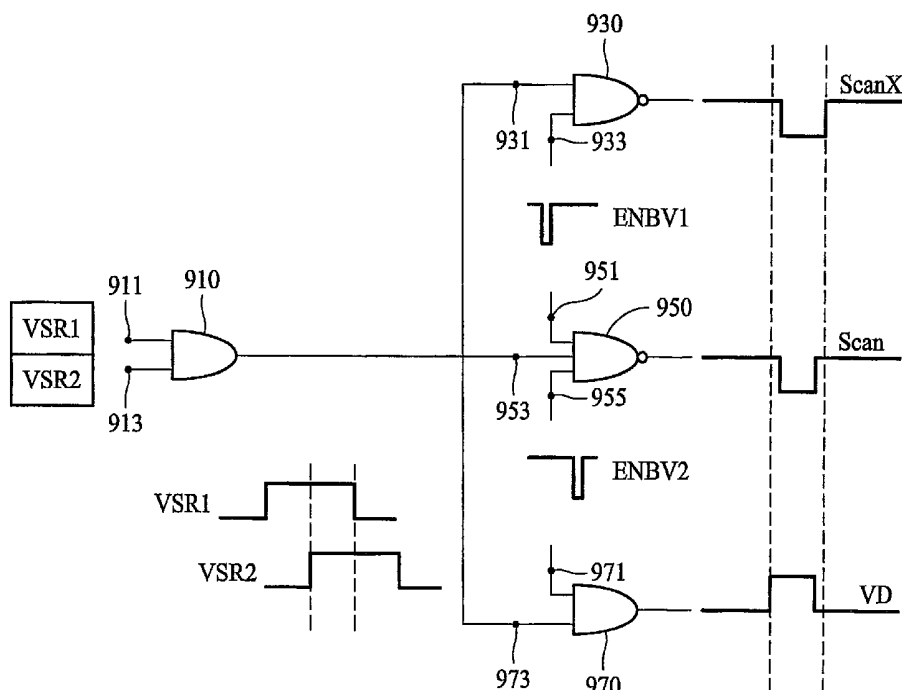 930
ScanX
931
933
ENBV1
911
910
951
950
VSR1
VSR2
Scan
913
953
955
ENBV2
VSR1
VSR2
971
VD
973
970